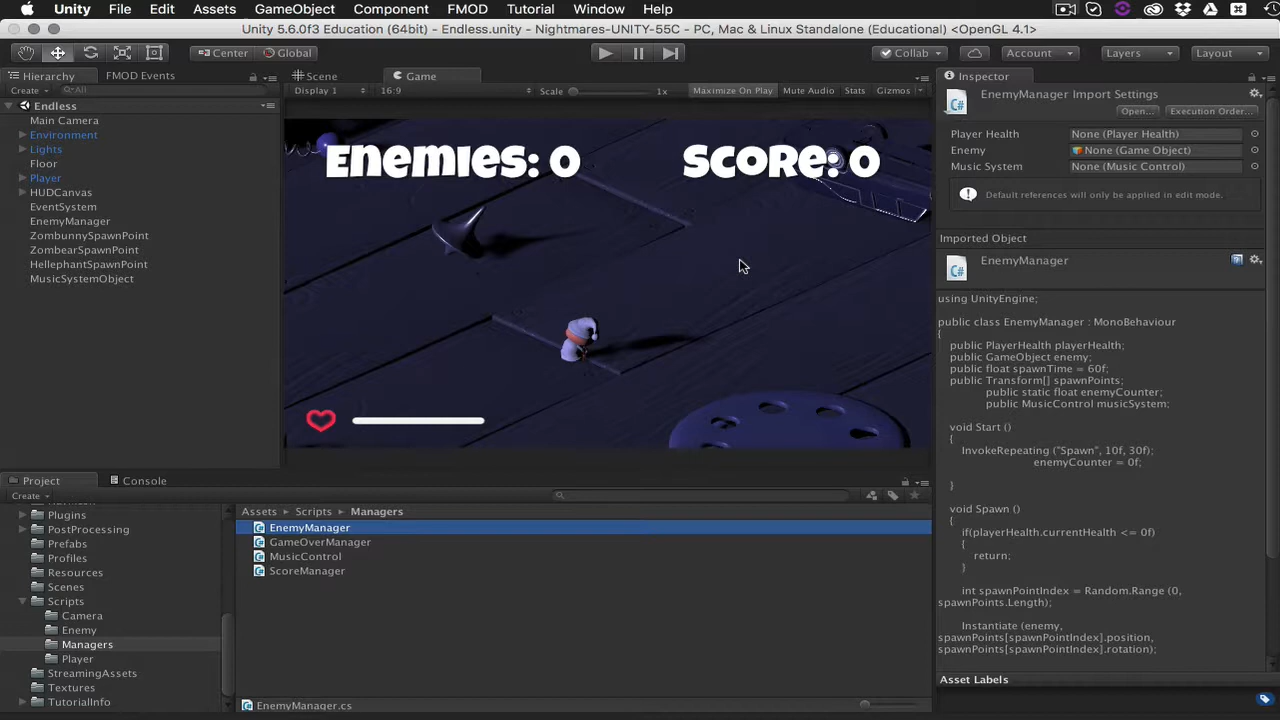 Unity File Edit Assets GameObject Component FMOD Tutorial Window Help
Unity 5.6.0f3 Education (64bit) - Endless.unity - Nightmares-UNITY-55C - PC, Mac & Linux Standalone (Educational) <OpenGL 4.1>
Center Global Collab Account Layers Layout
Hierarchy FMOD Events Scene Game Inspector
Create All Display 1 16:9 Scale 1x Maximize On Play Mute Audio Stats Gizmos
EnemyManager Import Settings
Open... Execution Order...
Endless
Main Camera
Environment
Lights
Floor
Player
HUDCanvas
EventSystem
EnemyManager
ZombunnySpawnPoint
ZombearSpawnPoint
HellephantSpawnPoint
MusicSystemObject
Enemies: 0 Score: 0
Player Health None (Player Health)
Enemy None (Game Object)
Music System None (Music Control)
Default references will only be applied in edit mode.
Imported Object
EnemyManager
using UnityEngine;
public class EnemyManager : MonoBehaviour
{
public PlayerHealth playerHealth;
public GameObject enemy;
public float spawnTime = 60f;
public Transform[] spawnPoints;
public static float enemyCounter;
public MusicControl musicSystem;
void Start ()
{
InvokeRepeating ("Spawn", 10f, 30f);
enemyCounter = 0f;
}
void Spawn ()
{
if(playerHealth.currentHealth <= 0f)
{
return;
}
int spawnPointIndex = Random.Range (0,
spawnPoints.Length);
Instantiate (enemy,
spawnPoints[spawnPointIndex].position,
spawnPoints[spawnPointIndex].rotation);
Asset Labels
Project Console
Create
Plugins
PostProcessing
Prefabs
Profiles
Resources
Scenes
Scripts
Camera
Enemy
Managers
Player
StreamingAssets
Textures
TutorialInfo
Assets Scripts Managers
EnemyManager
GameOverManager
MusicControl
ScoreManager
EnemyManager.cs